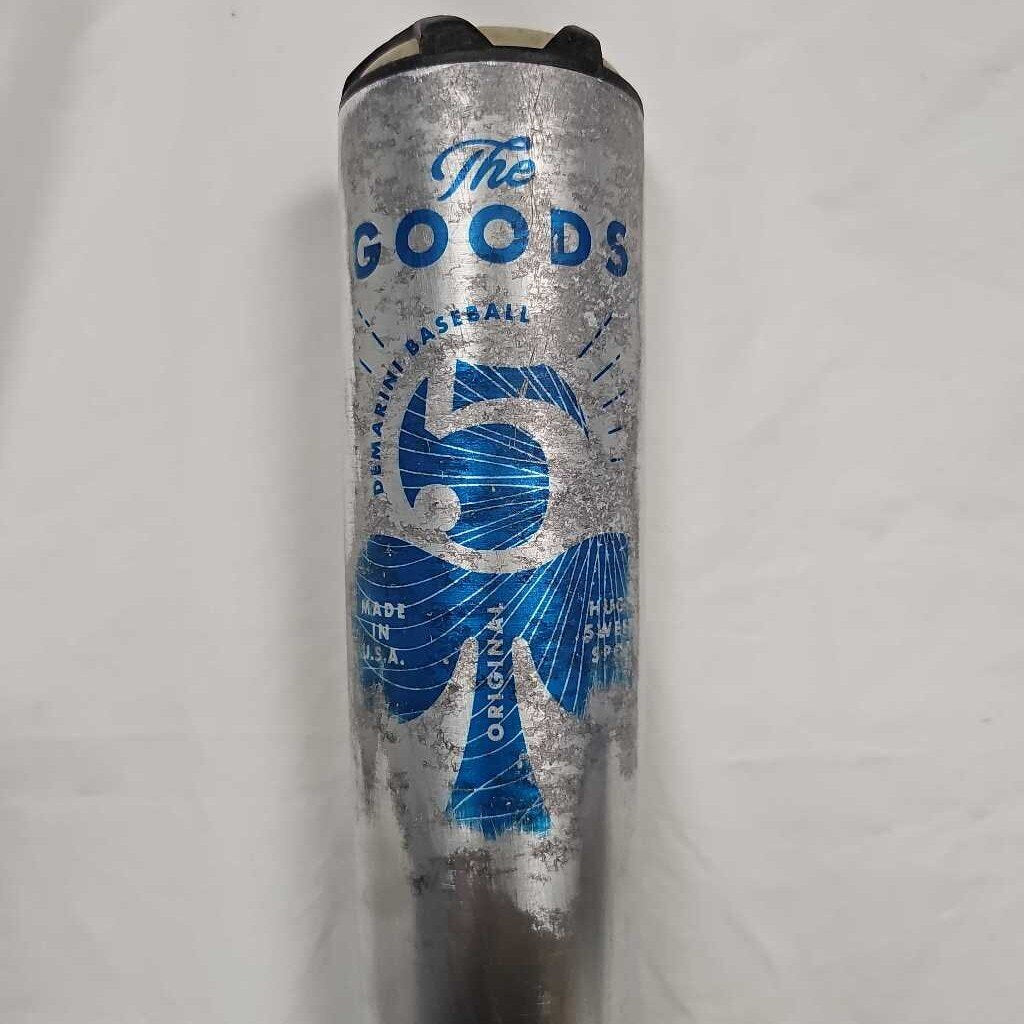 The
GOODS
DEMARINI BASEBALL
5
MADE
IN
U.S.A.
ORIGINAL